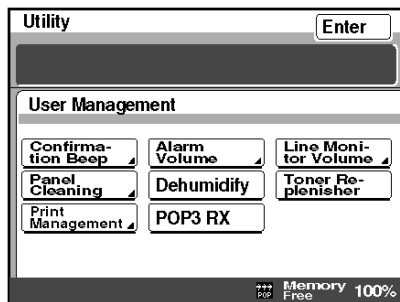 Utility
Enter
User Management
Confirma-
tion Beep
Alarm
Volume
Line Moni-
tor Volume
Panel
Cleaning
Dehumidify
Toner Re-
plenisher
Print
Management
POP3 RX
POP
Memory
Free
100%